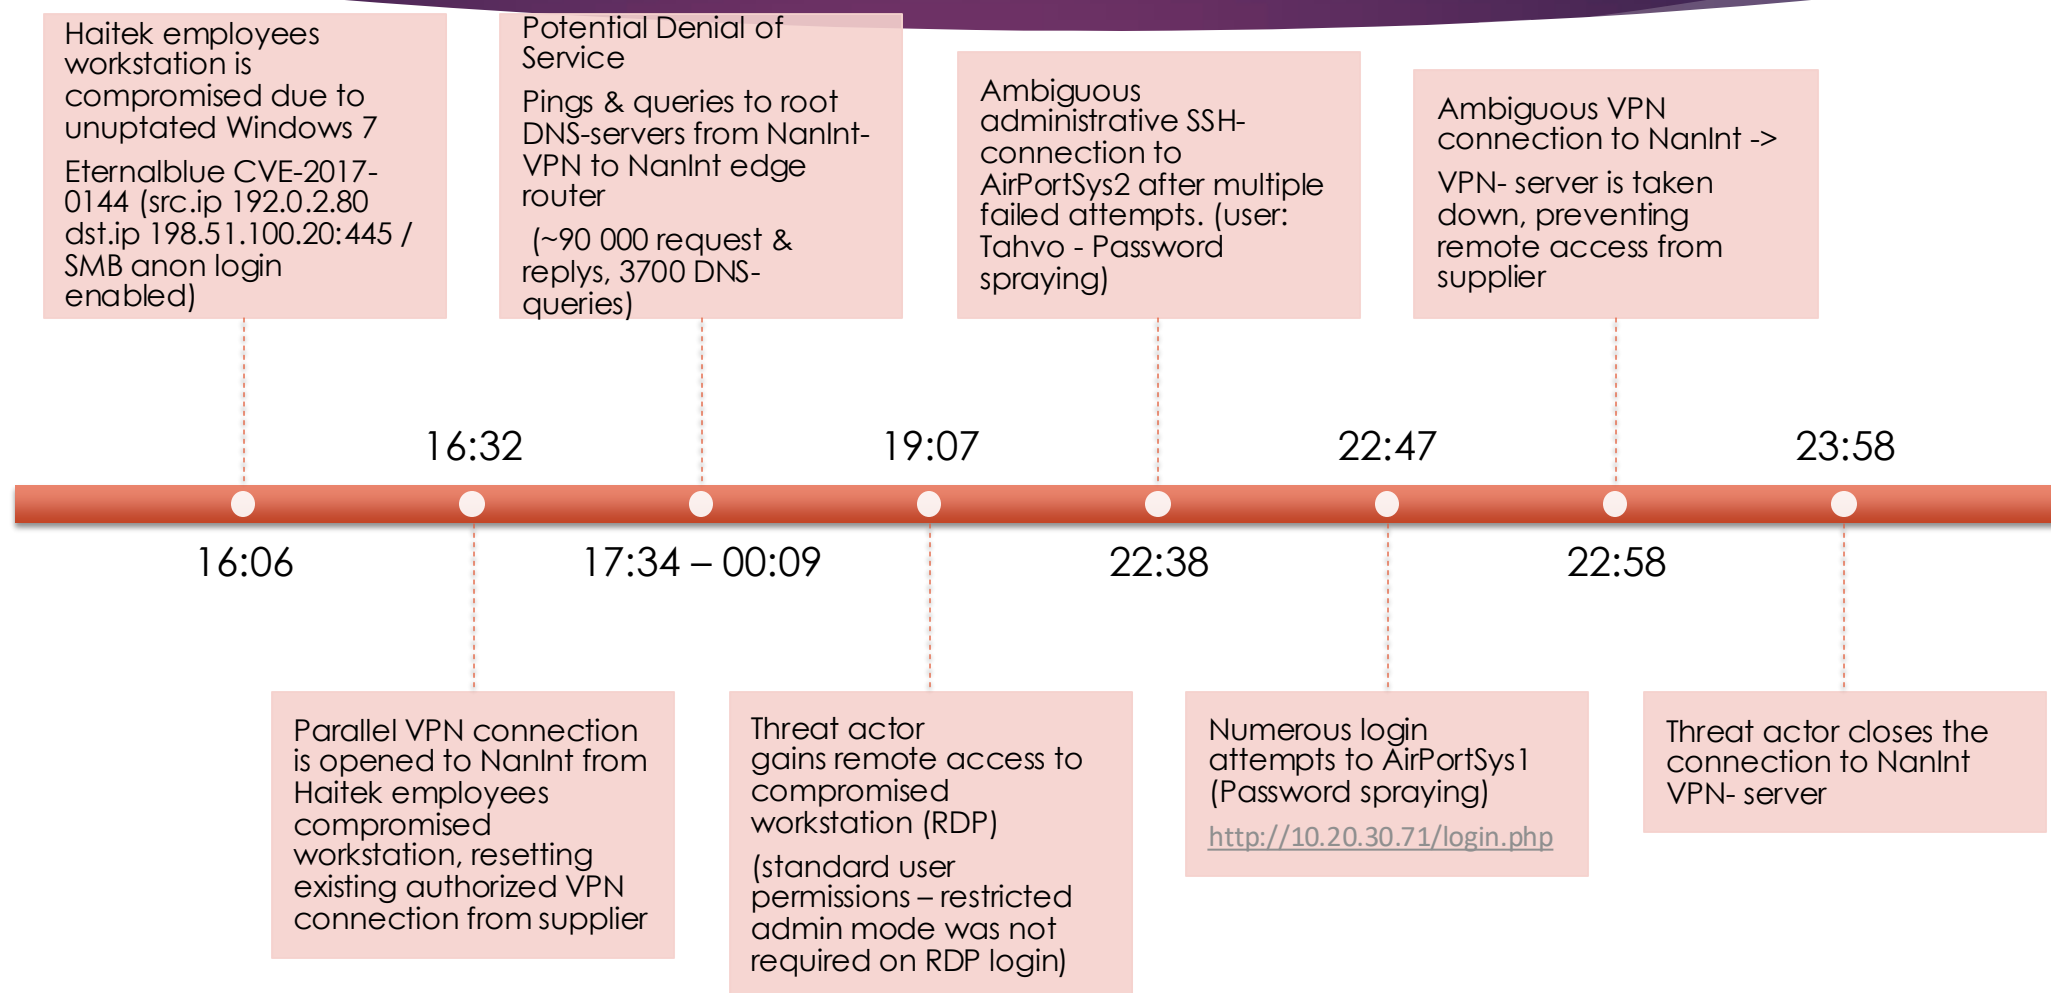 Haitek employees
workstation is
compromised due to
unuptated Windows 7
Eternalblue CVE-2017-
0144 (src.ip 192.0.2.80
dst.ip 198.51.100.20:445 /
SMB anon login
enabled)
Potential Denial of
Service
Pings & queries to root
DNS-servers from NanInt-
VPN to NanInt edge
router
(~90 000 request &
replys, 3700 DNS-
queries)
Ambiguous
administrative SSH-
connection to
AirPortSys2 after multiple
failed attempts. (user:
Tahvo - Password
spraying)
Ambiguous VPN
connection to NanInt ->
VPN- server is taken
down, preventing
remote access from
supplier
16:32
19:07
22:47
23:58
16:06
17:34 – 00:09
22:38
22:58
Parallel VPN connection
is opened to NanInt from
Haitek employees
compromised
workstation, resetting
existing authorized VPN
connection from supplier
Threat actor
gains remote access to
compromised
workstation (RDP)
(standard user
permissions – restricted
admin mode was not
required on RDP login)
Numerous login
attempts to AirPortSys1
(Password spraying)
http://10.20.30.71/login.php
Threat actor closes the
connection to NanInt
VPN- server